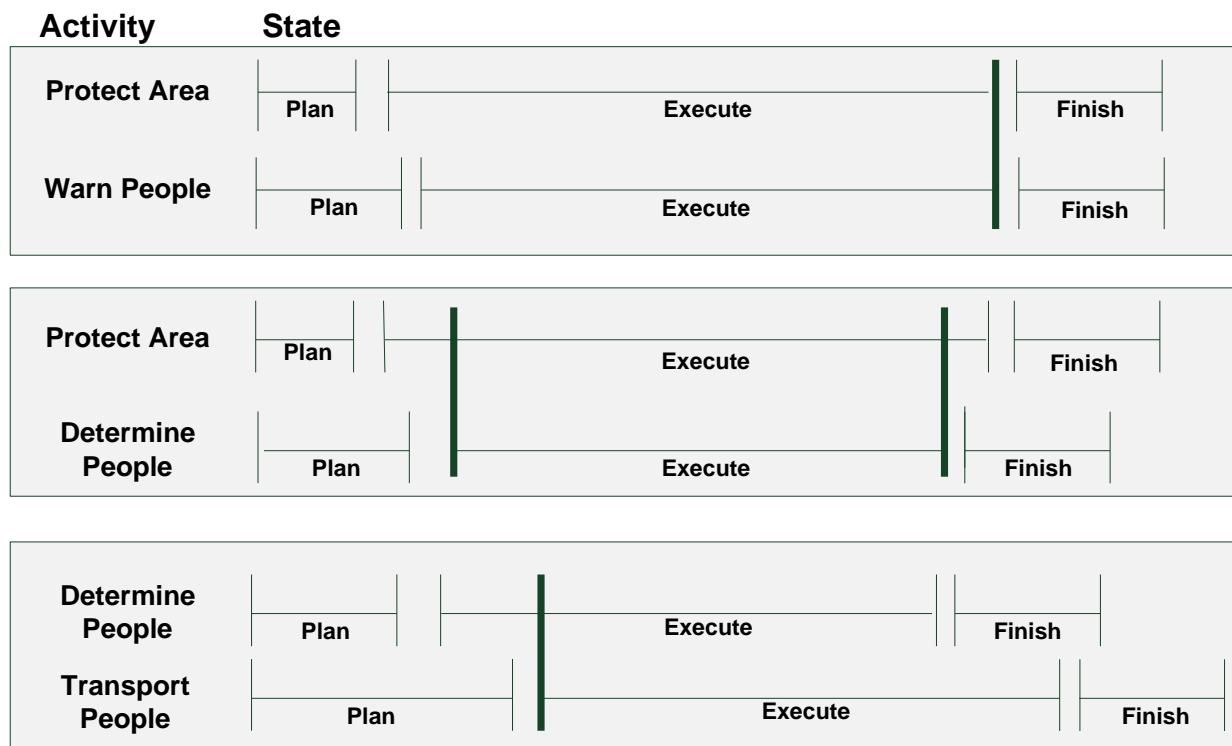 Activity State
Protect Area
Plan Execute Finish
Warn People
Plan Execute Finish
Protect Area
Plan Execute Finish
Determine
People
Plan Execute Finish
Determine
People
Plan Execute Finish
Transport
People
Plan Execute Finish